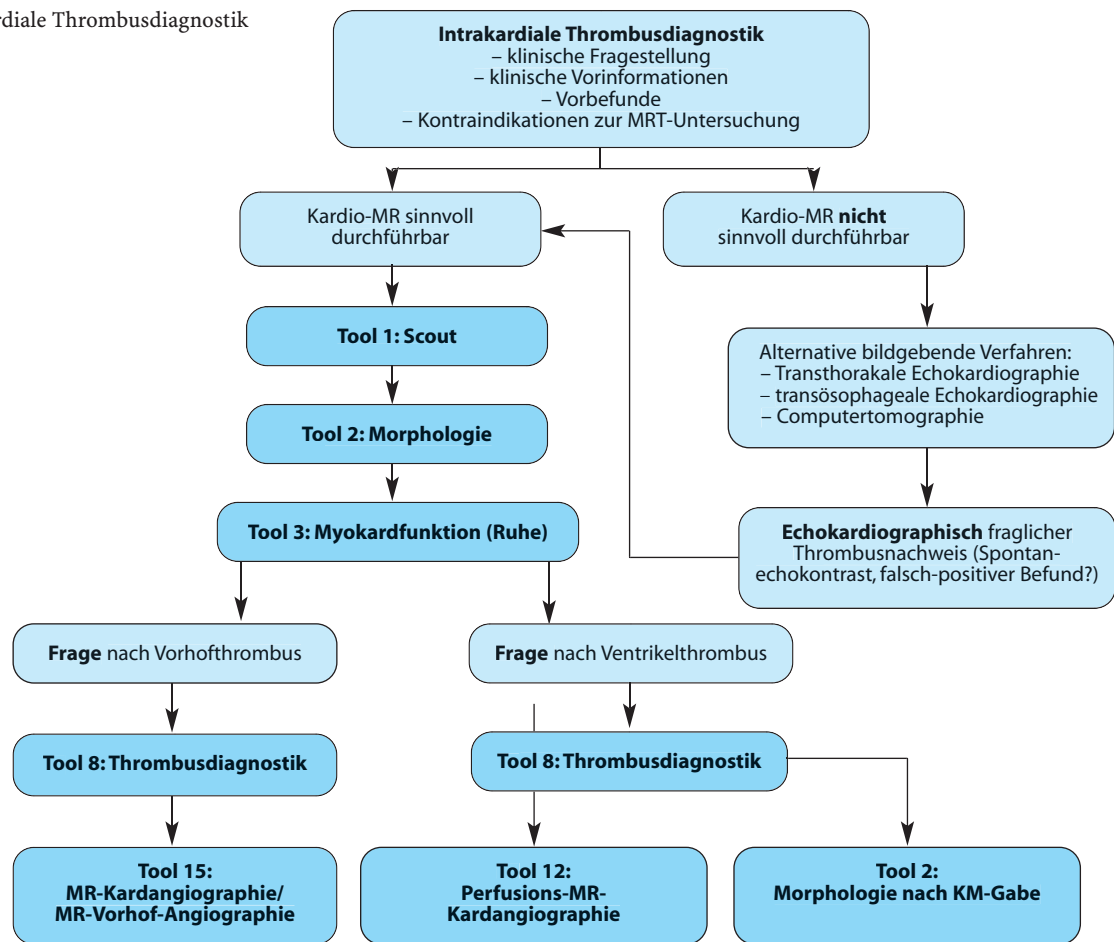 rdiale Thrombusdiagnostik
Intrakardiale Thrombusdiagnostik
– klinische Fragestellung
– klinische Vorinformationen
– Vorbefunde
– Kontraindikationen zur MRT-Untersuchung
Kardio-MR sinnvoll
durchführbar
Kardio-MR nicht
sinnvoll durchführbar
Tool 1: Scout
Alternative bildgebende Verfahren:
– Transthorakale Echokardiographie
– transösophageale Echokardiographie
– Computertomographie
Tool 2: Morphologie
Tool 3: Myokardfunktion (Ruhe)
Echokardiographisch fraglicher
Thrombusnachweis (Spontan-
echokontrast, falsch-positiver Befund?)
Frage nach Vorhofthrombus
Frage nach Ventrikelthrombus
Tool 8: Thrombusdiagnostik
Tool 8: Thrombusdiagnostik
Tool 15:
MR-Kardangiographie/
MR-Vorhof-Angiographie
Tool 12:
Perfusions-MR-
Kardangiographie
Tool 2:
Morphologie nach KM-Gabe